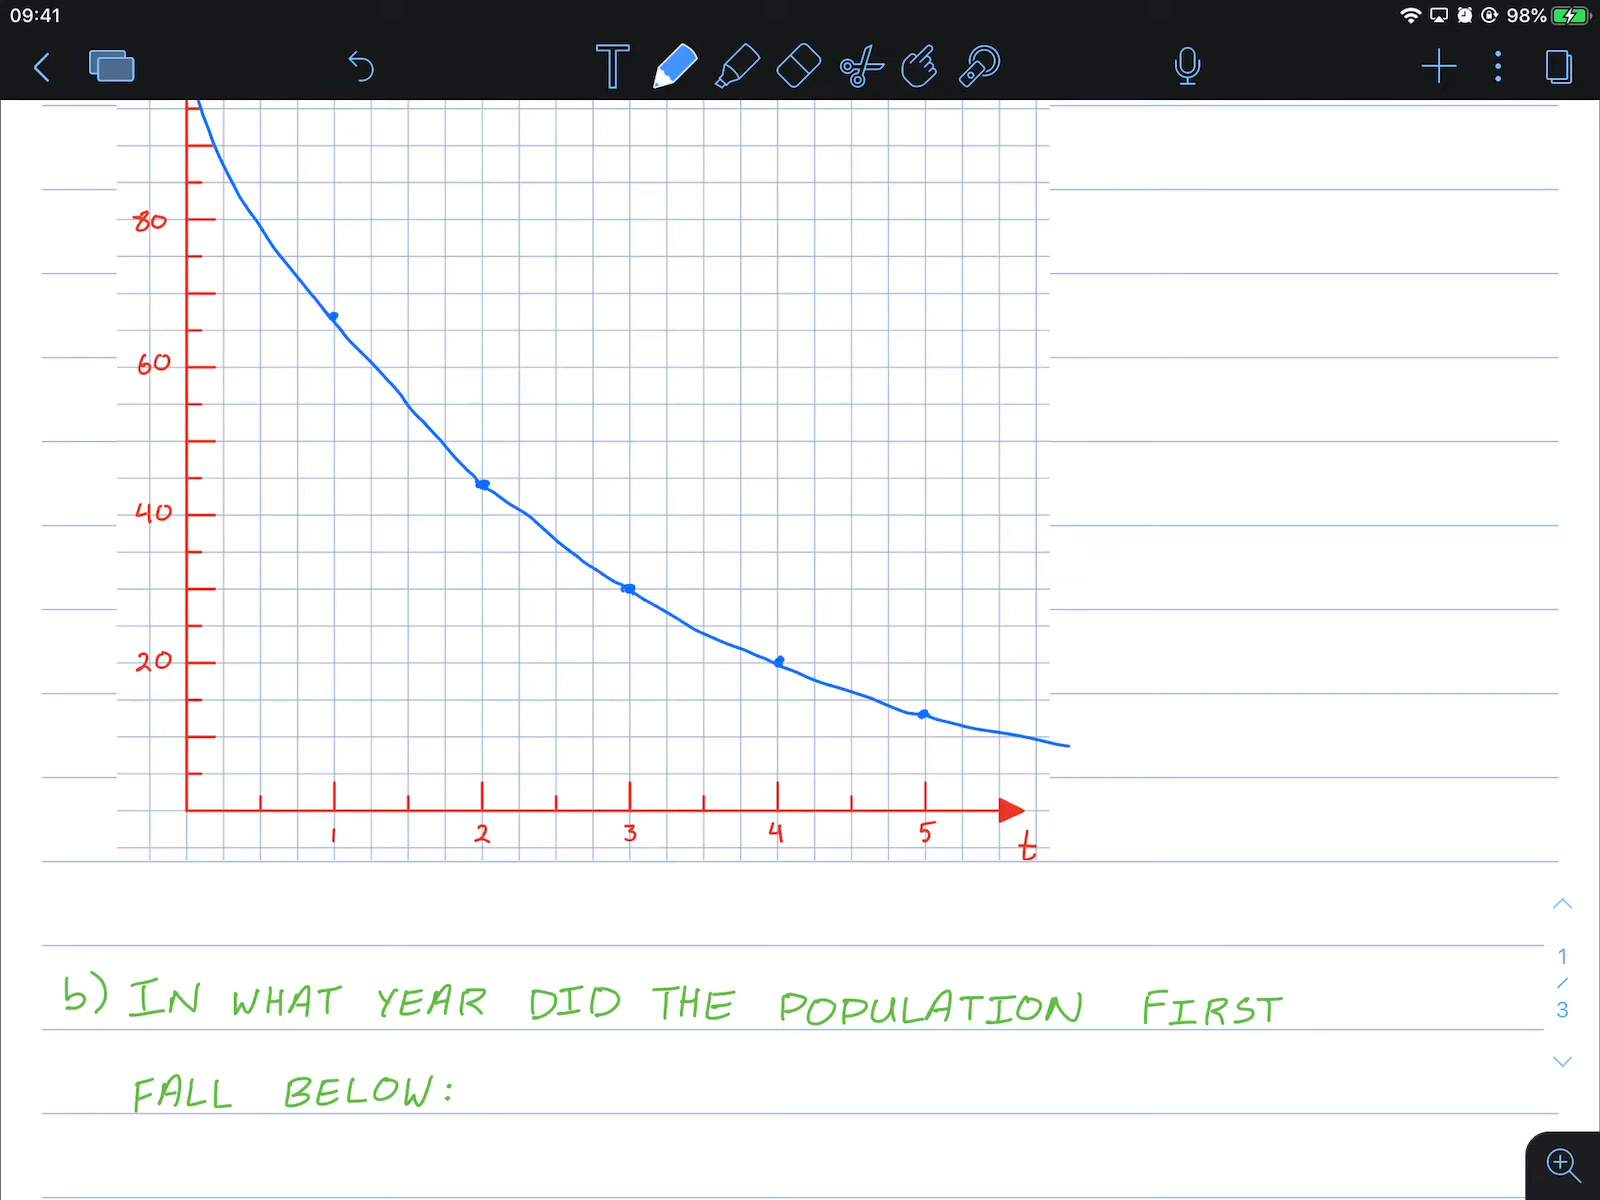 09:41 98%
T
80
60
40
20
1 2 3 4 5 t
1
/
3
b) IN WHAT YEAR DID THE POPULATION FIRST
FALL BELOW: